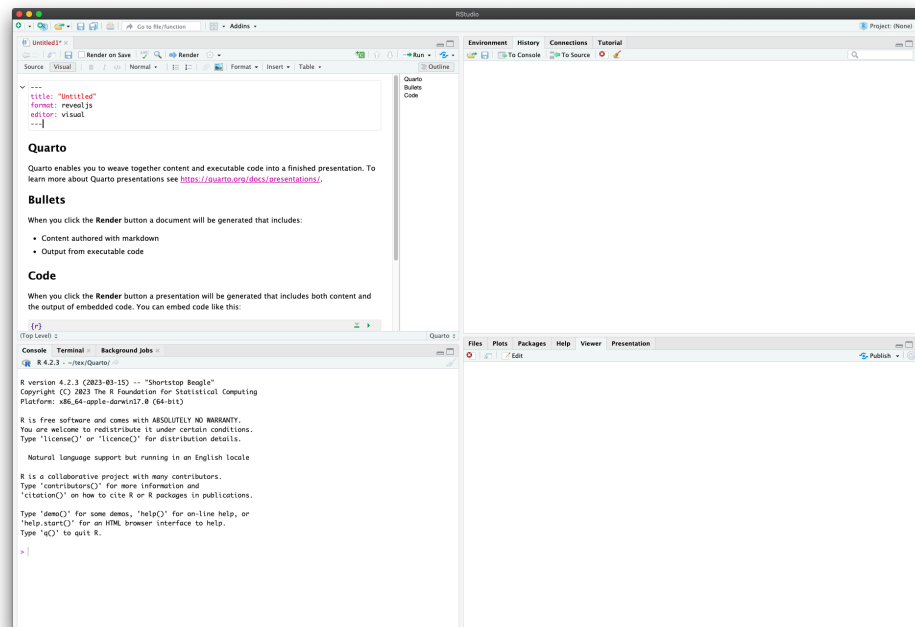 RStudio
Go to file/function
Addins
Project: (None)
Untitled1*
Render on Save
Render
Run
Source Visual
B I </> Normal
Format Insert Table
Outline
---
title: "Untitled"
format: revealjs
editor: visual
---
Quarto
Quarto enables you to weave together content and executable code into a finished presentation. To
learn more about Quarto presentations see https://quarto.org/docs/presentations/.
Bullets
When you click the Render button a document will be generated that includes:
• Content authored with markdown
• Output from executable code
Code
When you click the Render button a presentation will be generated that includes both content and
the output of embedded code. You can embed code like this:
{r}
(Top Level)
Quarto
Quarto
Bullets
Code
Console Terminal Background Jobs
R 4.2.3 · ~/tex/Quarto/
R version 4.2.3 (2023-03-15) -- "Shortstop Beagle"
Copyright (C) 2023 The R Foundation for Statistical Computing
Platform: x86_64-apple-darwin17.0 (64-bit)
R is free software and comes with ABSOLUTELY NO WARRANTY.
You are welcome to redistribute it under certain conditions.
Type 'license()' or 'licence()' for distribution details.
Natural language support but running in an English locale
R is a collaborative project with many contributors.
Type 'contributors()' for more information and
'citation()' on how to cite R or R packages in publications.
Type 'demo()' for some demos, 'help()' for on-line help, or
'help.start()' for an HTML browser interface to help.
Type 'q()' to quit R.
>
Environment History Connections Tutorial
To Console To Source
Files Plots Packages Help Viewer Presentation
Edit
Publish